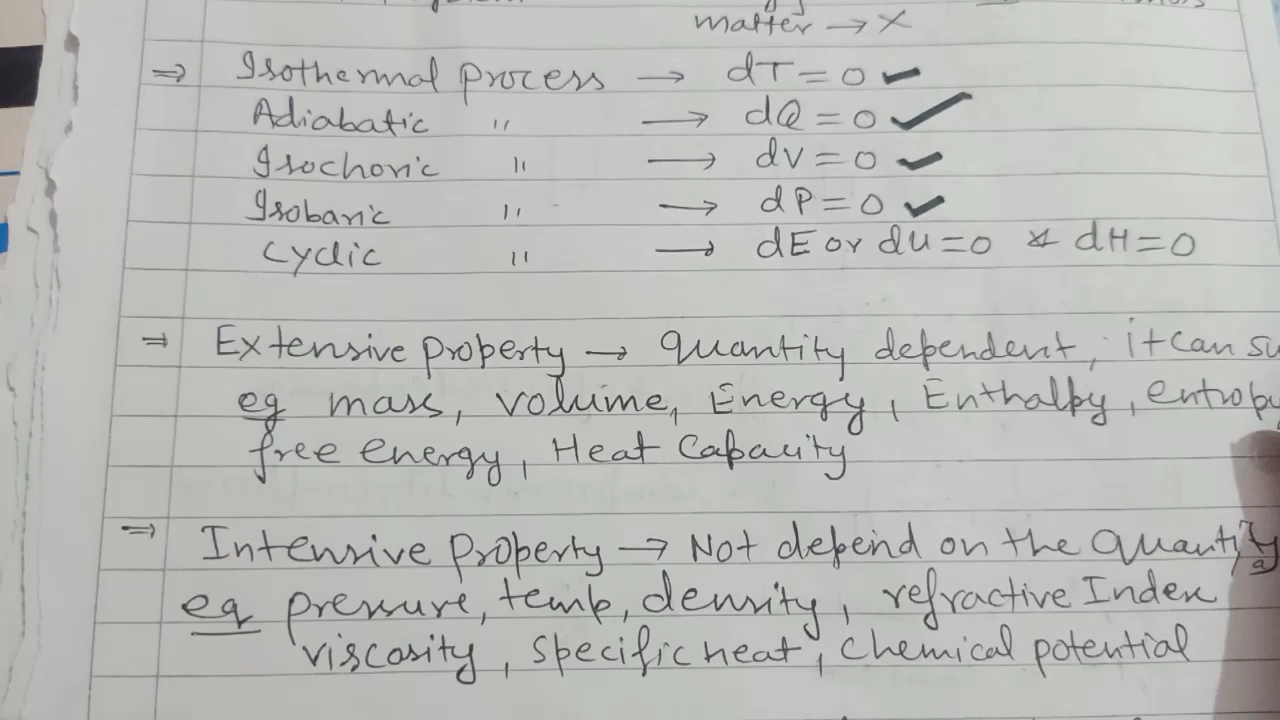 matter → X
⇒ Isothermal process → dT = 0 ✓
Adiabatic " → dQ = 0 ✓
Isochoric " → dV = 0 ✓
Isobaric " → dP = 0 ✓
Cyclic " → dE or dU = 0 & dH = 0
⇒ Extensive property → quantity dependent, it can
eg mass, volume, Energy, Enthalpy, entropy
free energy, Heat Capacity
⇒ Intensive property → Not depend on the quantity
eg pressure, temp, density, refractive Index
viscosity, specific heat, chemical potential